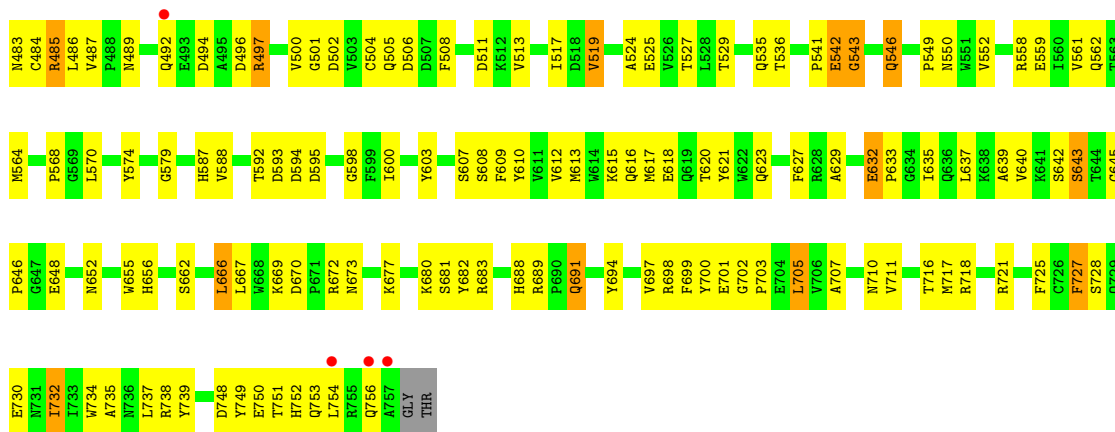 N483 C484 R485 L486 V487 P488 N489 Q492 E493 D494 A495 D496 R497 V500 G501 D502 V503 C504 Q505 D506 D507 F508 D511 K512 V513 I517 D518 V519 A524 E525 V526 T527 L528 T529 Q535 T536 P541 E542 G543 Q546 P549 N550 W551 V552 R558 E559 I560 V561 Q562 T553
M564 P568 G569 L570 Y574 G579 H587 V588 T592 D593 D594 D595 G598 F599 I600 Y603 S607 S608 F609 Y610 V611 V612 M613 W614 K615 Q616 M617 E618 Q619 T620 Y621 W622 Q623 F627 R628 A629 E632 P633 G634 I635 Q636 L637 K638 A639 V640 K641 S642 S643 T644 C645
P646 G647 E648 N652 W655 H656 S662 L666 L667 W668 K669 D670 P671 R672 N673 K677 K680 S681 Y682 R683 H688 R689 P690 Q691 Y694 V697 R698 F699 Y700 E701 G702 P703 E704 L705 V706 A707 N710 V711 T716 M717 R718 R721 F725 C726 F727 S728
E730 N731 I732 I733 W734 A735 N736 L737 R738 Y739 D748 Y749 E750 T751 H752 Q753 L754 R755 Q756 A757 GLY THR